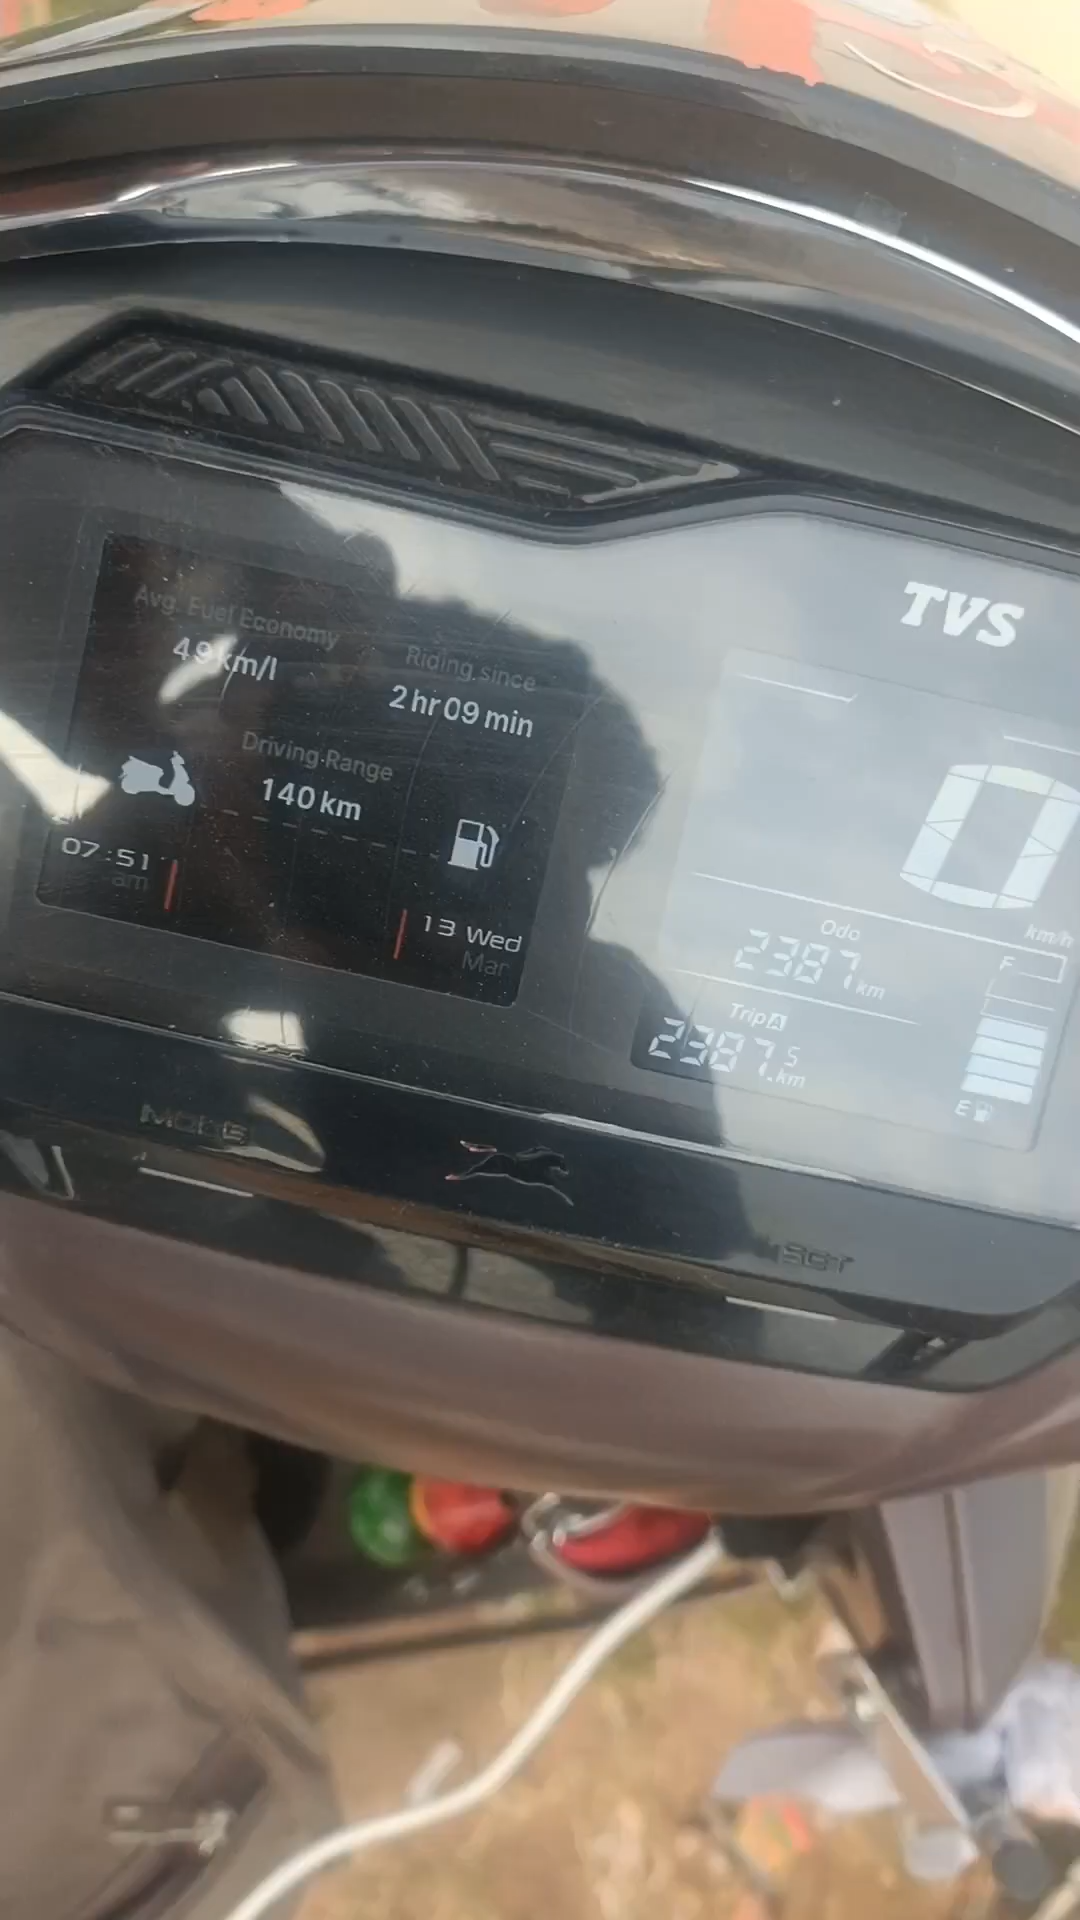 TVS
Avg. Fuel Economy
49 km/l
Riding since
2 hr 09 min
Driving Range
140 km
07:51
am
13 Wed
Mar
0
km/h
Odo
2387 km
Trip A
2387.5 km
F
E
MODE
SET